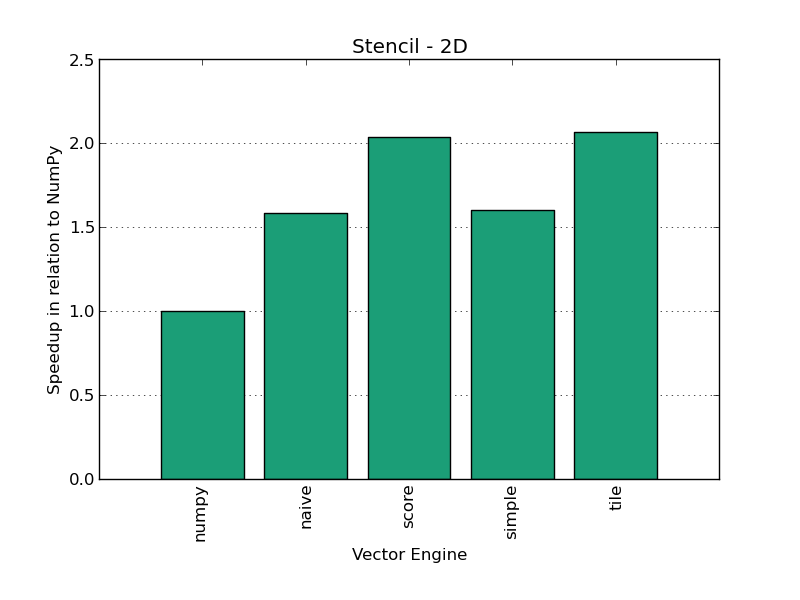 Stencil - 2D
Speedup in relation to NumPy
2.5
2.0
1.5
1.0
0.5
0.0
numpy
naive
score
simple
tile
Vector Engine